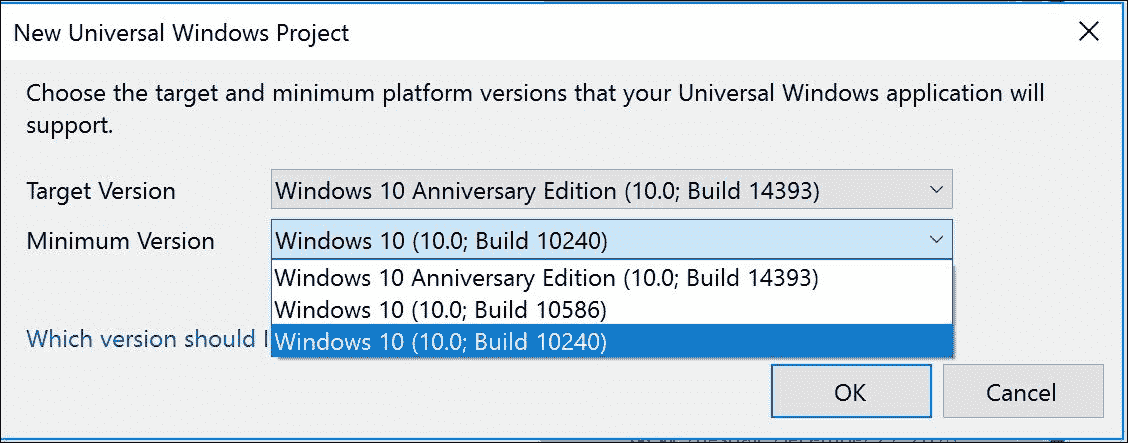 New Universal Windows Project
Choose the target and minimum platform versions that your Universal Windows application will
support.
Target Version
Windows 10 Anniversary Edition (10.0; Build 14393)
Minimum Version
Windows 10 (10.0; Build 10240)
Windows 10 Anniversary Edition (10.0; Build 14393)
Windows 10 (10.0; Build 10586)
Which version should I
Windows 10 (10.0; Build 10240)
OK
Cancel